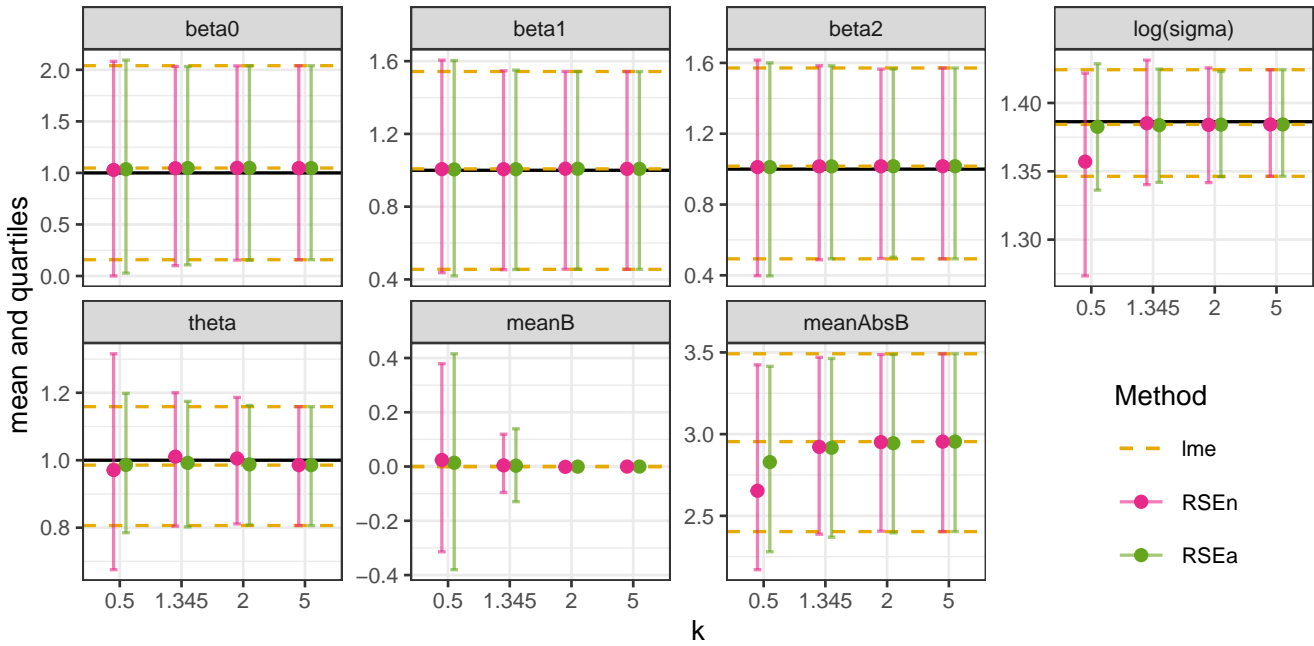 beta0
beta1
beta2
log(sigma)
2.0
1.5
1.0
0.5
0.0
1.6
1.2
0.8
0.4
1.6
1.2
0.8
0.4
1.40
1.35
1.30
0.5 1.345 2 5
theta
meanB
meanAbsB
1.2
1.0
0.8
0.4
0.2
0.0
−0.2
−0.4
3.5
3.0
2.5
0.5 1.345 2 5
0.5 1.345 2 5
0.5 1.345 2 5
k
mean and quartiles
Method
lme
RSEn
RSEa